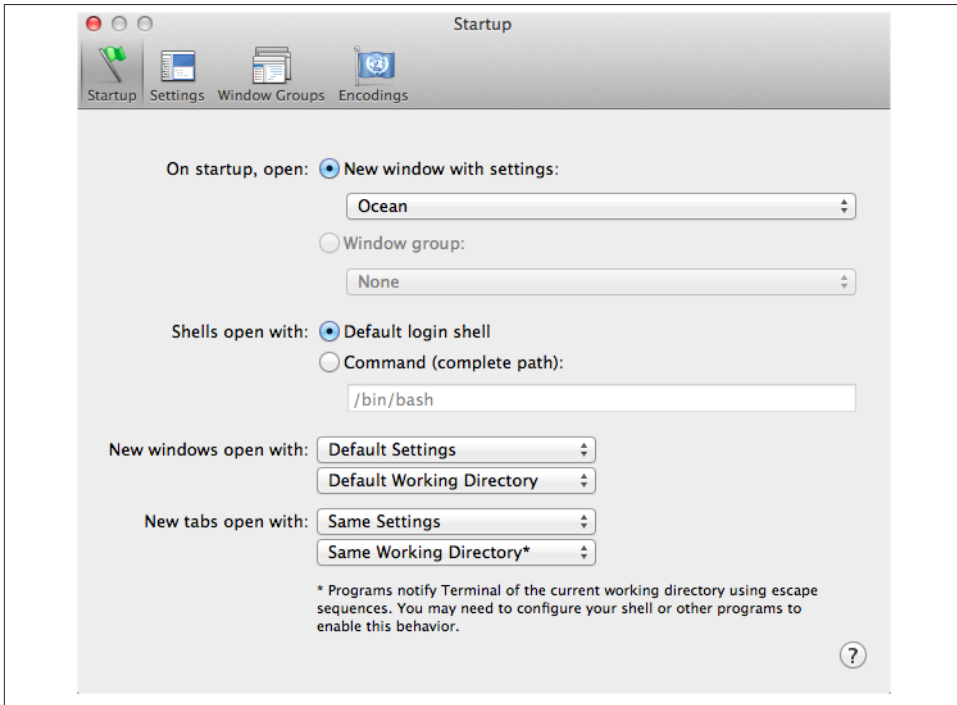 Startup
Startup Settings Window Groups Encodings
On startup, open: New window with settings:
Ocean
Window group:
None
Shells open with: Default login shell
Command (complete path):
/bin/bash
New windows open with: Default Settings
Default Working Directory
New tabs open with: Same Settings
Same Working Directory*
* Programs notify Terminal of the current working directory using escape
sequences. You may need to configure your shell or other programs to
enable this behavior.
?